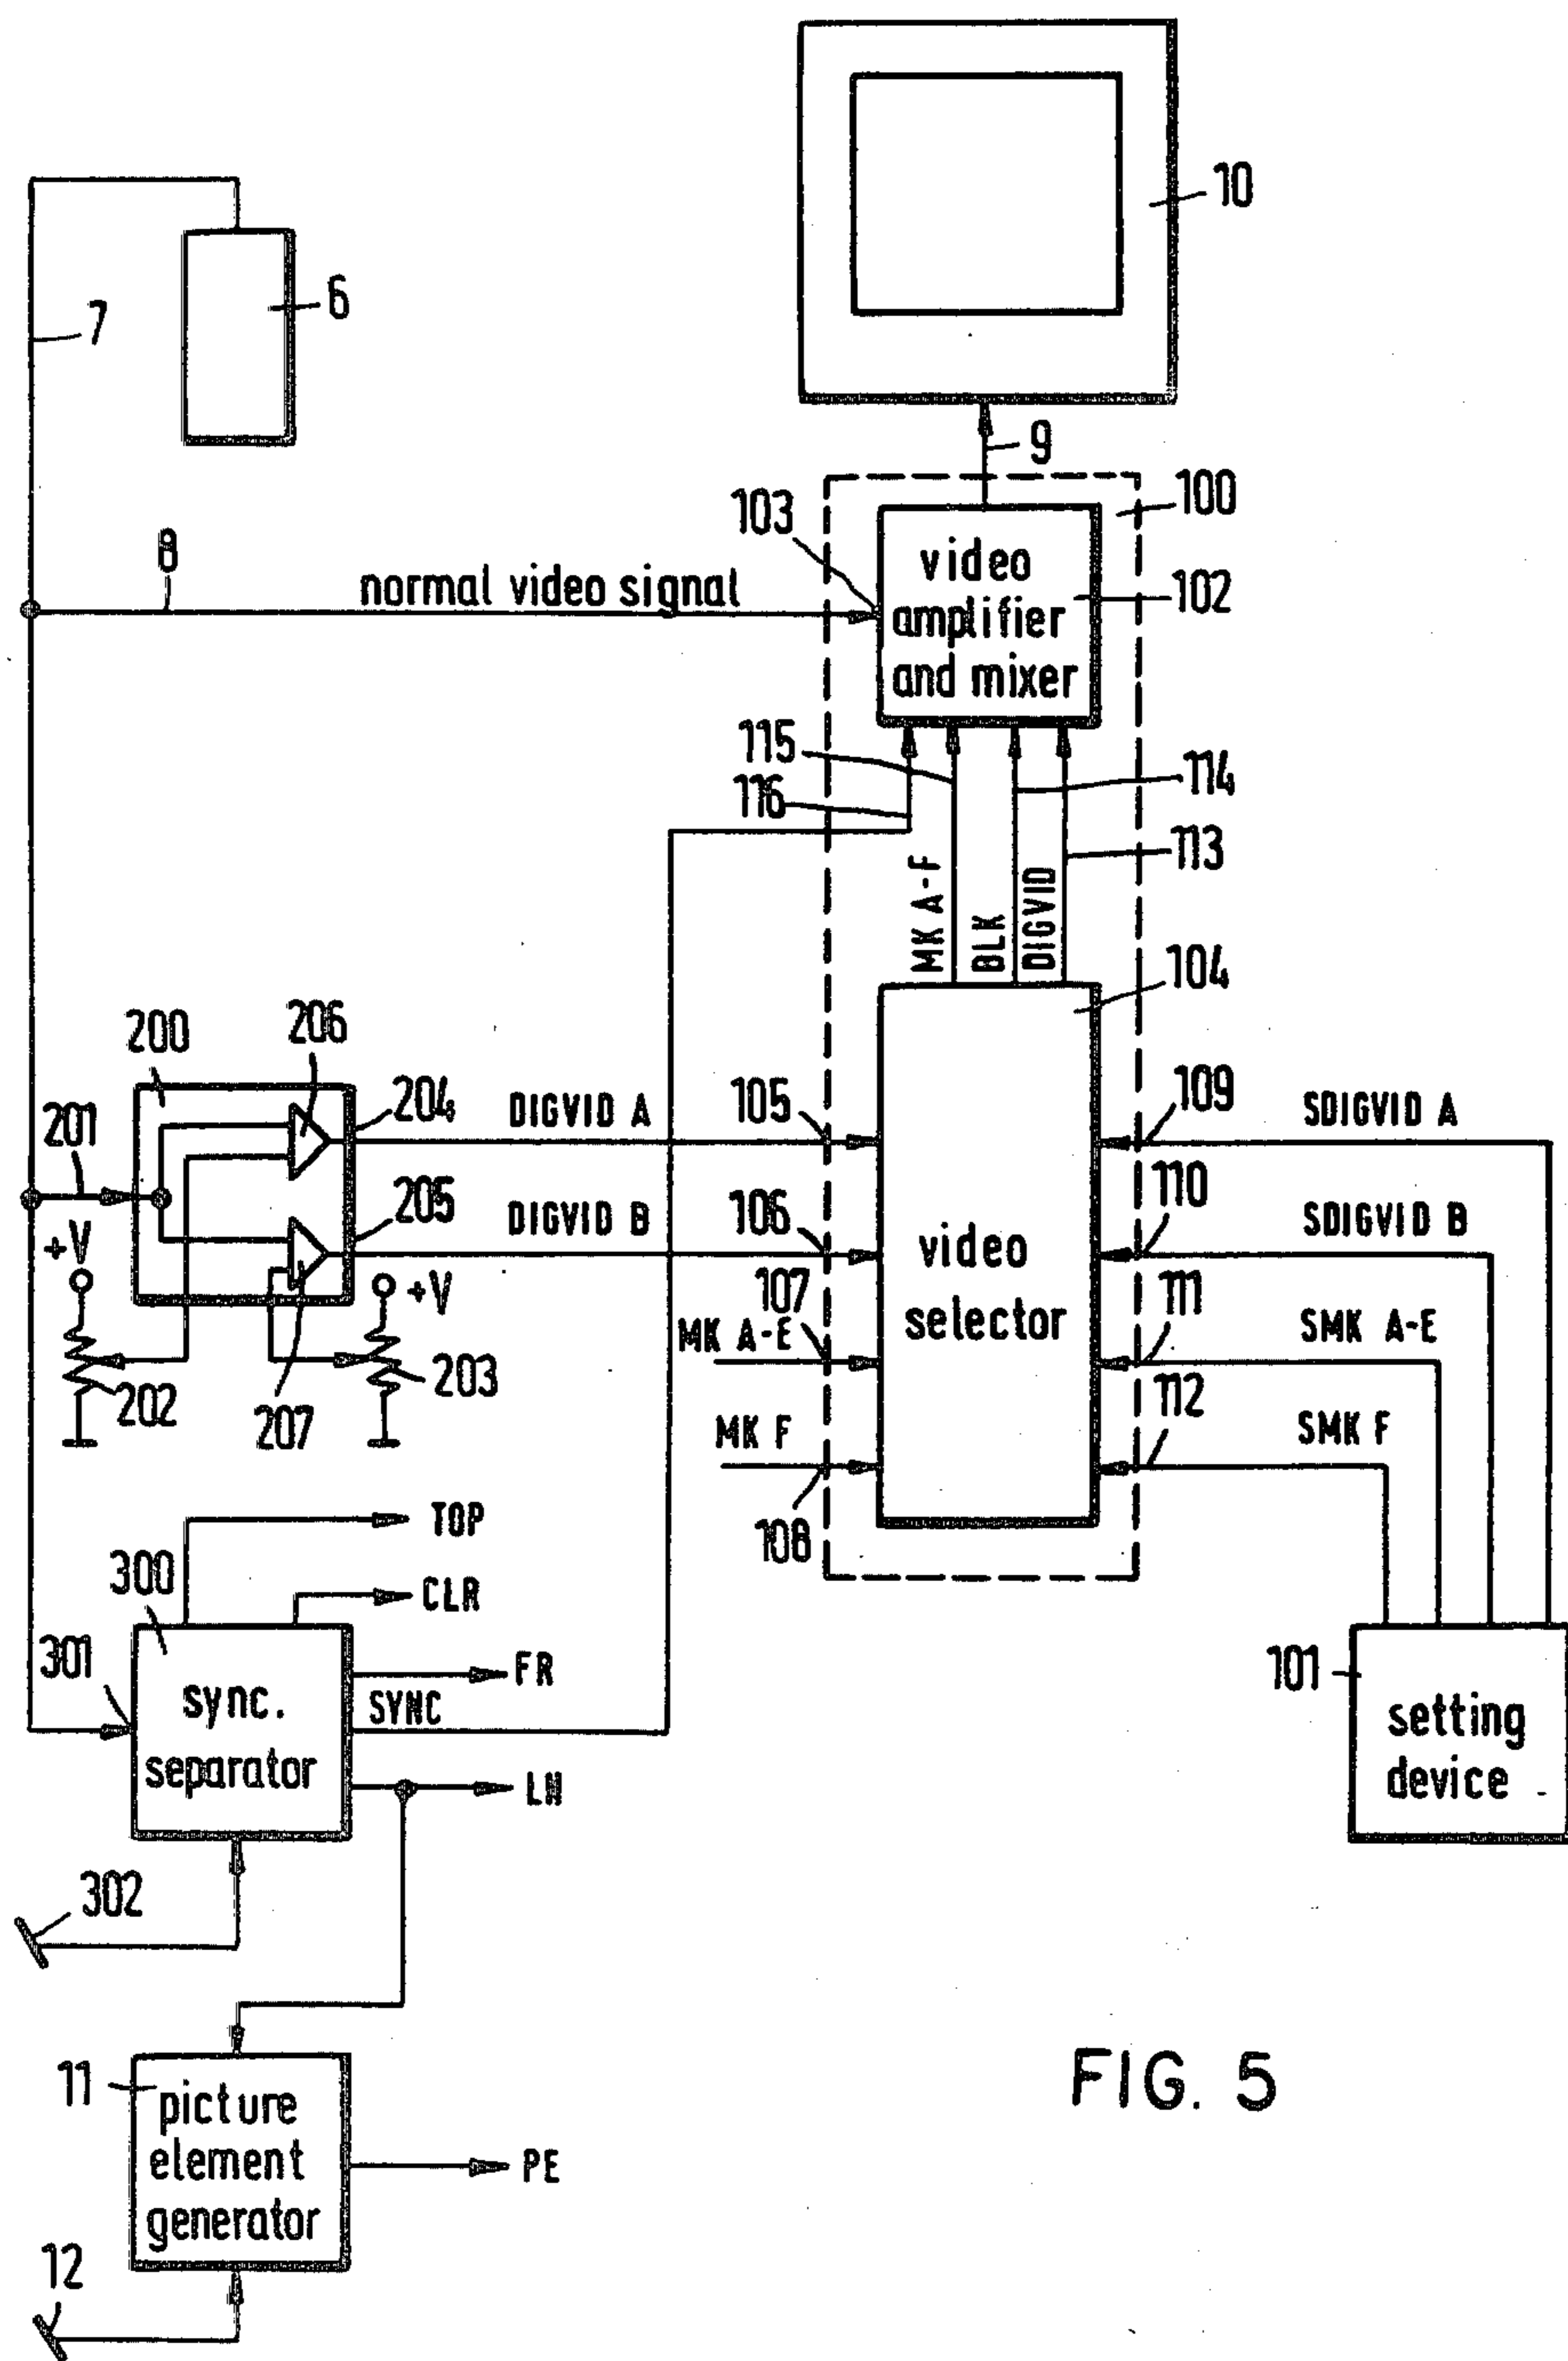 10
6
7
9
100
103
8
normal video signal
video
amplifier
and mixer
102
115
116
114
113
MK A-F
BLK
DIGVID
104
200
206
204
201
205
DIGVID A
DIGVID B
105
106
107
MK A-E
MK F
108
video
selector
109
SDIGVID A
110
SDIGVID B
111
SMK A-E
112
SMK F
+V
+V
202
207
203
TOP
CLR
300
301
sync.
separator
FR
SYNC
LN
302
101
setting
device
11
picture
element
generator
PE
12
FIG. 5